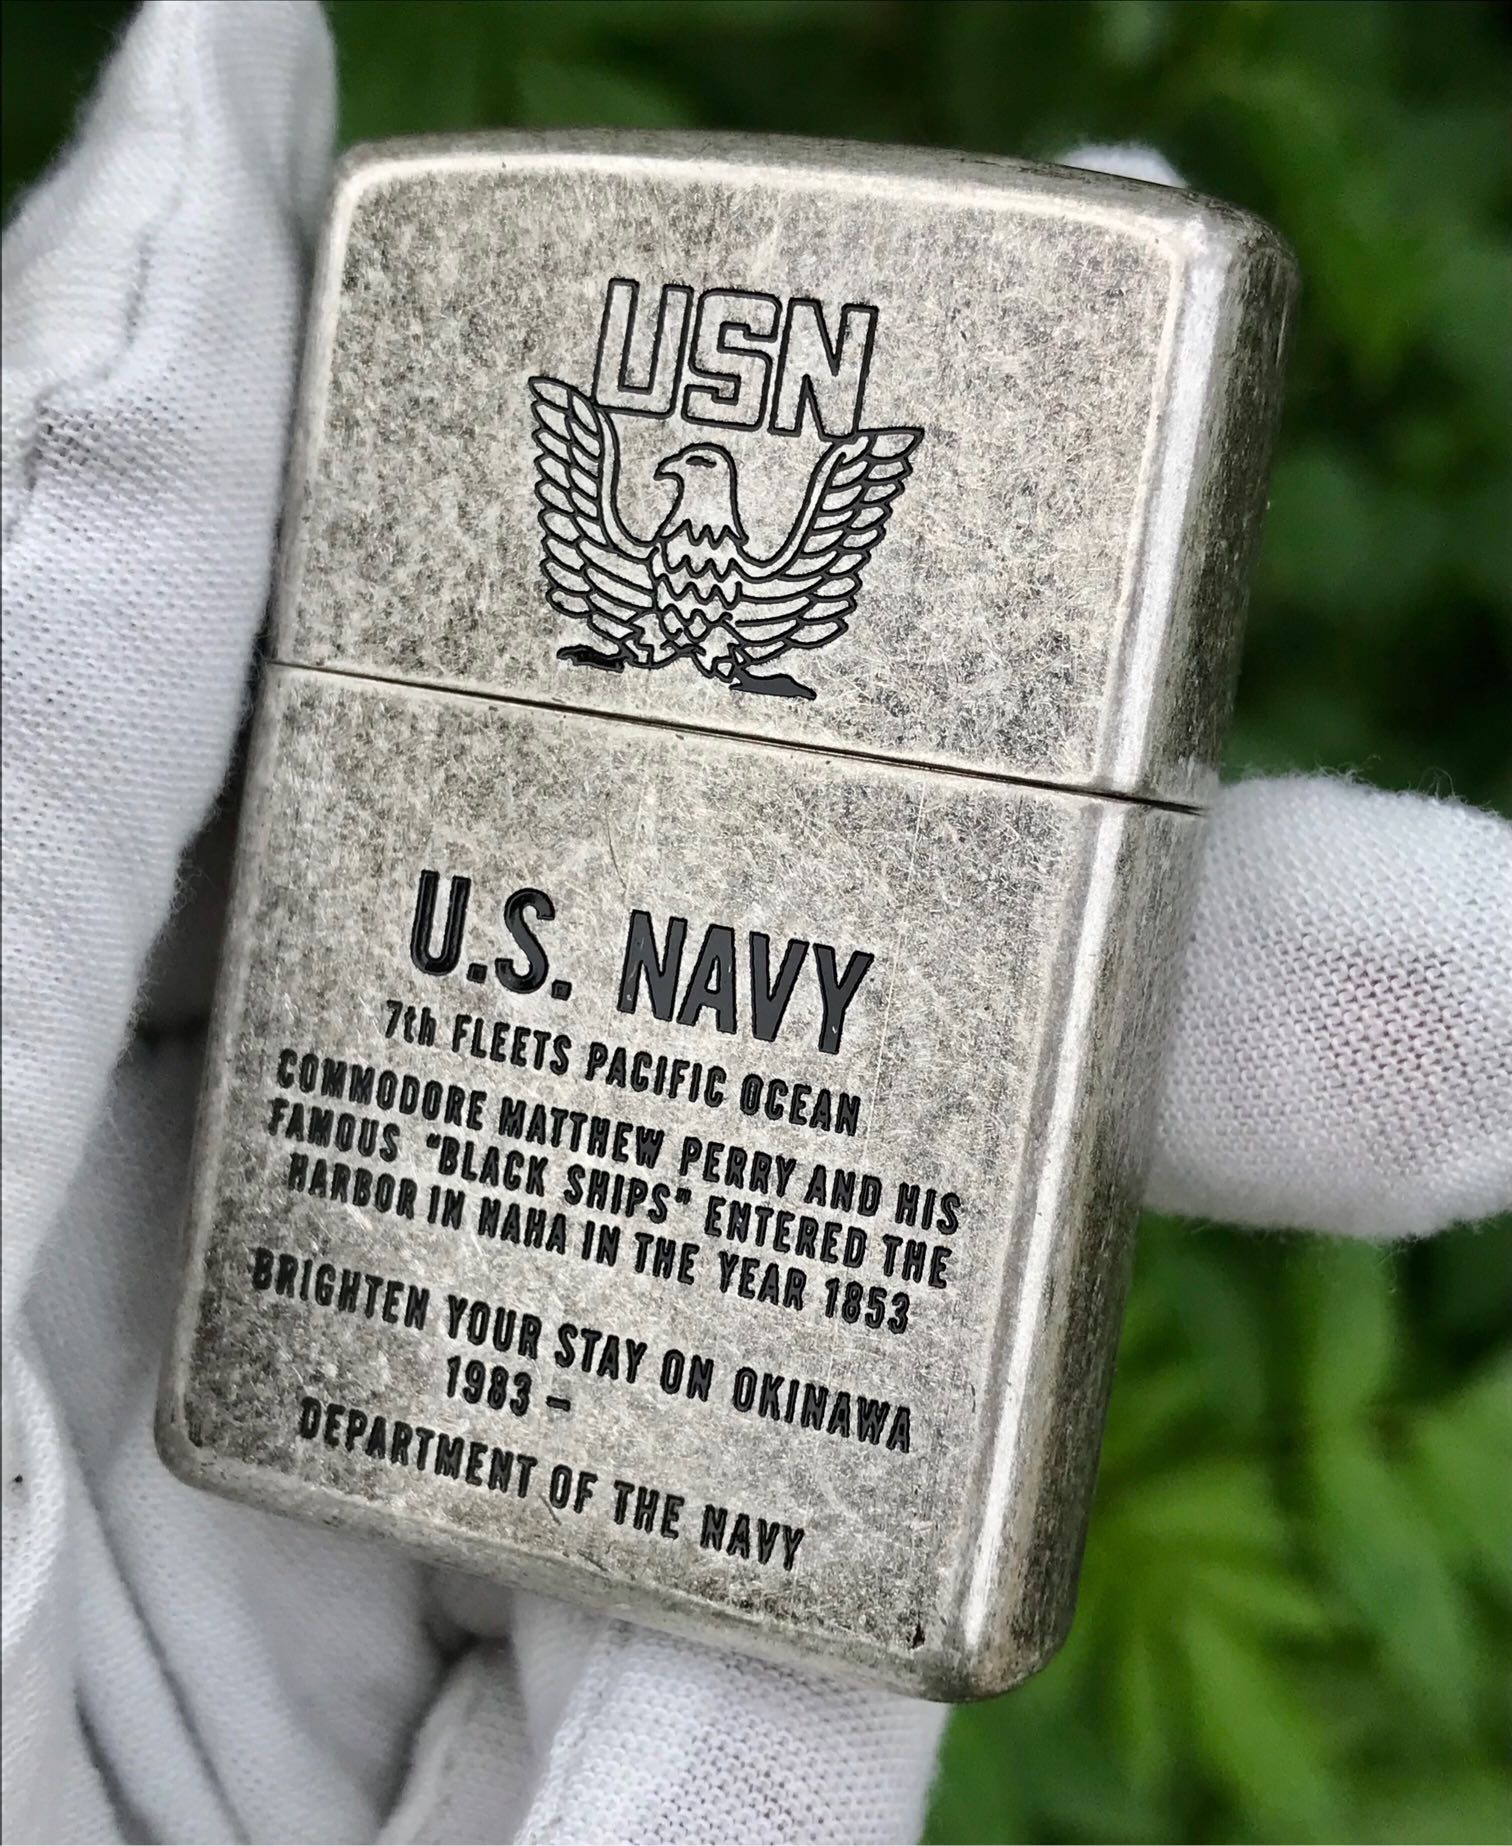 USN
U.S. NAVY
7th FLEETS PACIFIC OCEAN
COMMODORE MATTHEW PERRY AND HIS
FAMOUS "BLACK SHIPS" ENTERED THE
HARBOR IN NAHA IN THE YEAR 1853
BRIGHTEN YOUR STAY ON OKINAWA
1983 –
DEPARTMENT OF THE NAVY